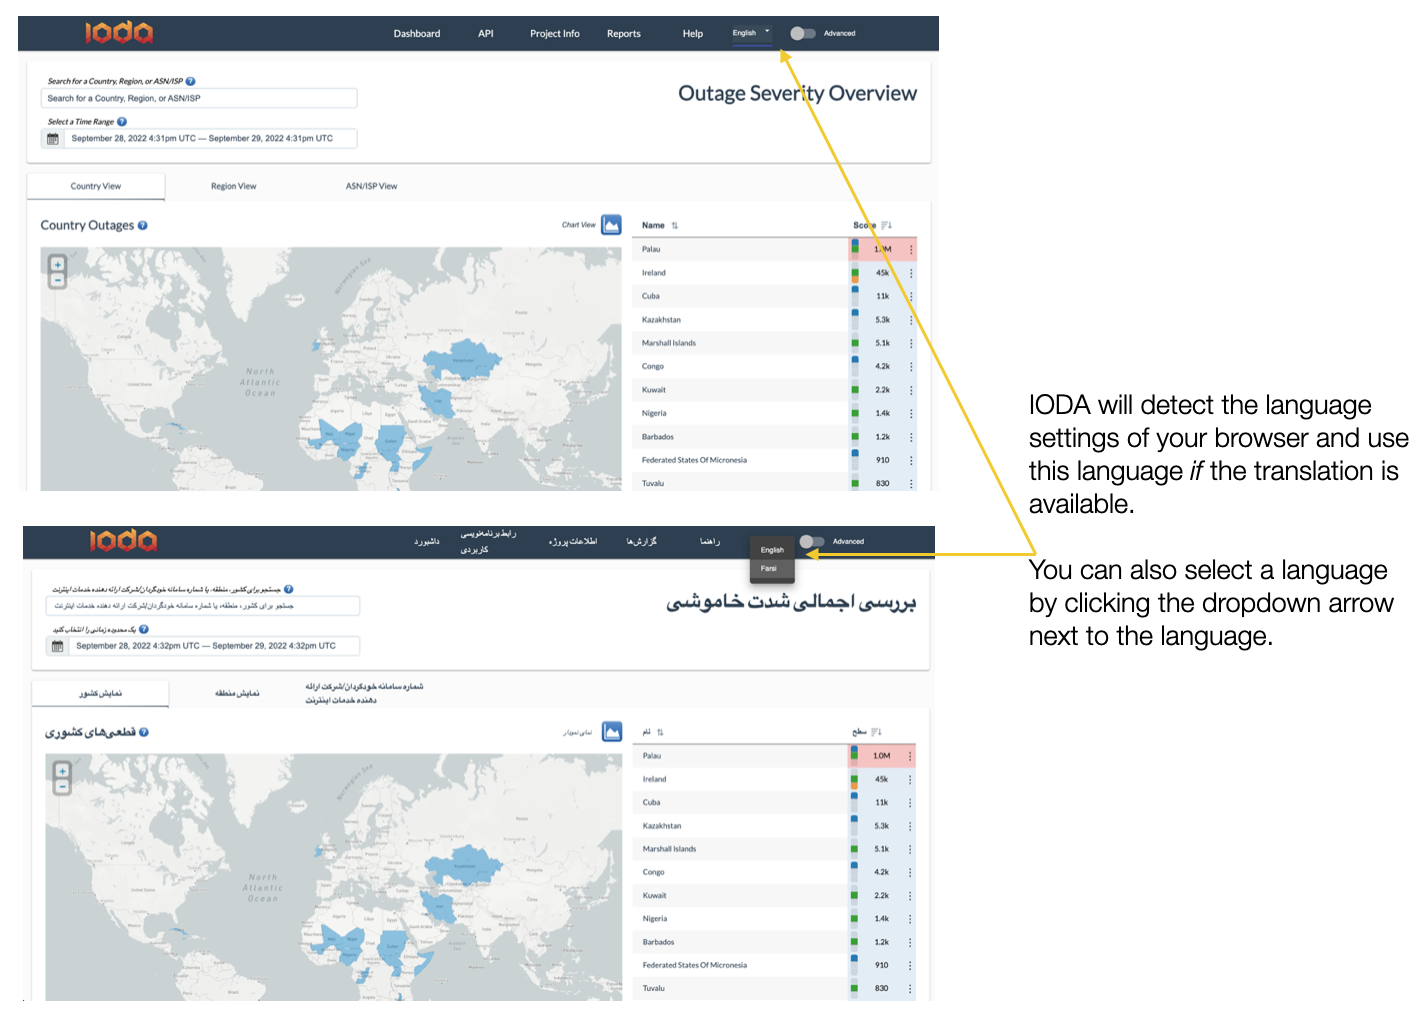 IODA
Dashboard
API
Project Info
Reports
Help
English
Advanced
Search for a Country, Region, or ASN/ISP
Search for a Country, Region, or ASN/ISP
Outage Severity Overview
Select a Time Range
September 28, 2022 4:31pm UTC — September 29, 2022 4:31pm UTC
Country View
Region View
ASN/ISP View
Country Outages
Chart View
Name
Score
Palau 1.0M
Ireland 45k
Cuba 11k
Kazakhstan 5.3k
Marshall Islands 5.1k
Congo 4.2k
Kuwait 2.2k
Nigeria 1.4k
Barbados 1.2k
Federated States Of Micronesia 910
Tuvalu 830
Norwegian Sea
North
Atlantic
Ocean
IODA will detect the language
settings of your browser and use
this language if the translation is
available.
You can also select a language
by clicking the dropdown arrow
next to the language.
IODA
داشبورد
رابط برنامه‌نویسی
کاربردی
اطلاعات پروژه
گزارش‌ها
راهنما
English
Farsi
Advanced
جستجو برای کشور، منطقه، یا شماره سامانه خودگردان/شرکت ارائه دهنده خدمات اینترنت
جستجو برای کشور، منطقه، یا شماره سامانه خودگردان/شرکت ارائه دهنده خدمات اینترنت
بررسی اجمالی شدت خاموشی
یک محدوده زمانی را انتخاب کنید
September 28, 2022 4:32pm UTC — September 29, 2022 4:32pm UTC
نمایش کشور
نمایش منطقه
شماره سامانه خودگردان/شرکت ارائه
دهنده خدمات اینترنت
قطعی‌های کشوری
نمای نمودار
نام
سطح
Palau 1.0M
Ireland 45k
Cuba 11k
Kazakhstan 5.3k
Marshall Islands 5.1k
Congo 4.2k
Kuwait 2.2k
Nigeria 1.4k
Barbados 1.2k
Federated States Of Micronesia 910
Tuvalu 830
Norwegian Sea
North
Atlantic
Ocean